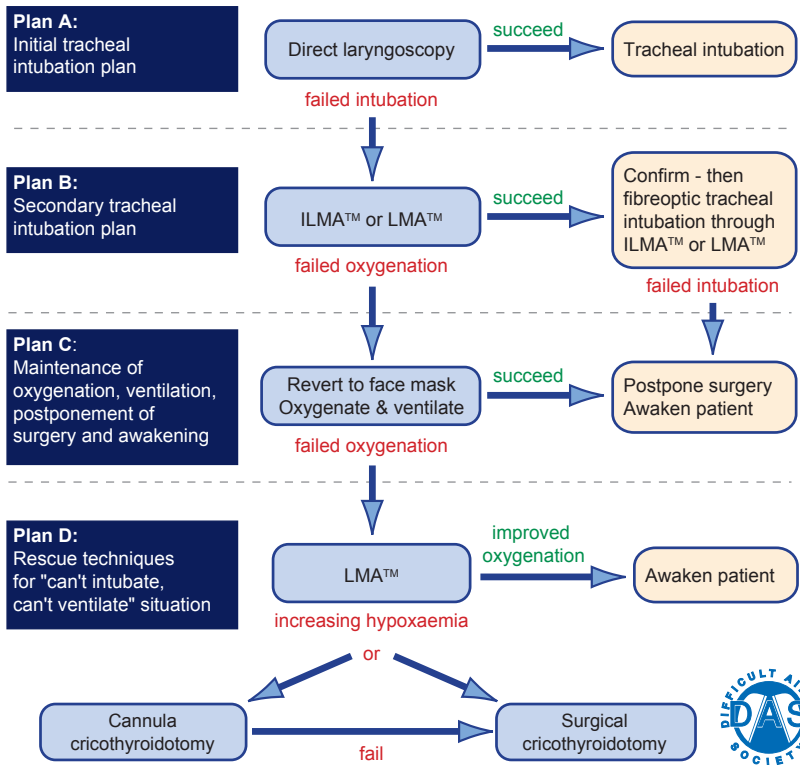 Plan A:
Initial tracheal
intubation plan
Direct laryngoscopy
succeed
Tracheal intubation
failed intubation
Plan B:
Secondary tracheal
intubation plan
ILMA™ or LMA™
succeed
Confirm - then
fibreoptic tracheal
intubation through
ILMA™ or LMA™
failed oxygenation
failed intubation
Plan C:
Maintenance of
oxygenation, ventilation,
postponement of
surgery and awakening
Revert to face mask
Oxygenate & ventilate
succeed
Postpone surgery
Awaken patient
failed oxygenation
Plan D:
Rescue techniques
for "can't intubate,
can't ventilate" situation
LMA™
improved
oxygenation
Awaken patient
increasing hypoxaemia
or
Cannula
cricothyroidotomy
fail
Surgical
cricothyroidotomy
DIFFICULT AI
DAS
SOCIETY